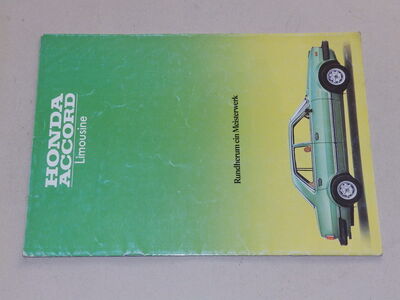 HONDA
ACCORD
Limousine
Rundherum ein Meisterwerk